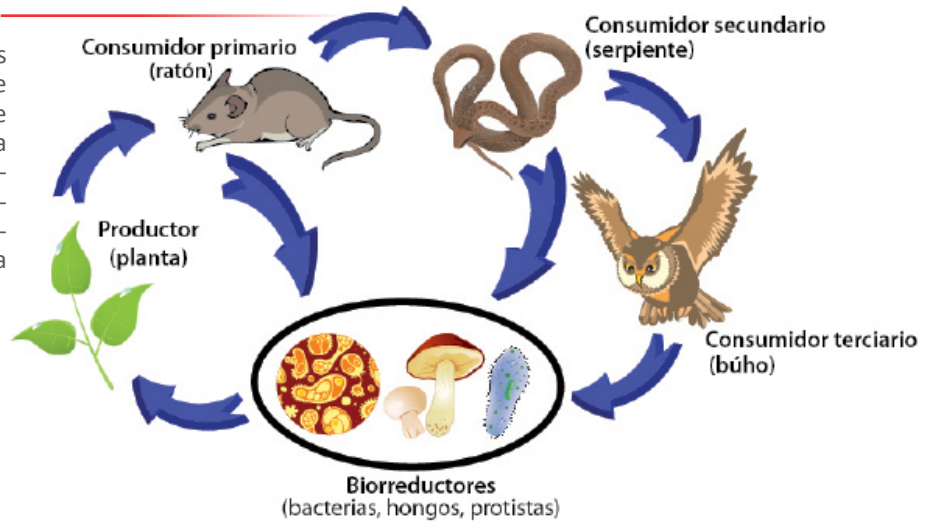 Consumidor primario
(ratón)
Consumidor secundario
(serpiente)
s
e
e
a
–
–
–
a
Productor
(planta)
Consumidor terciario
(búho)
Biorreductores
(bacterias, hongos, protistas)